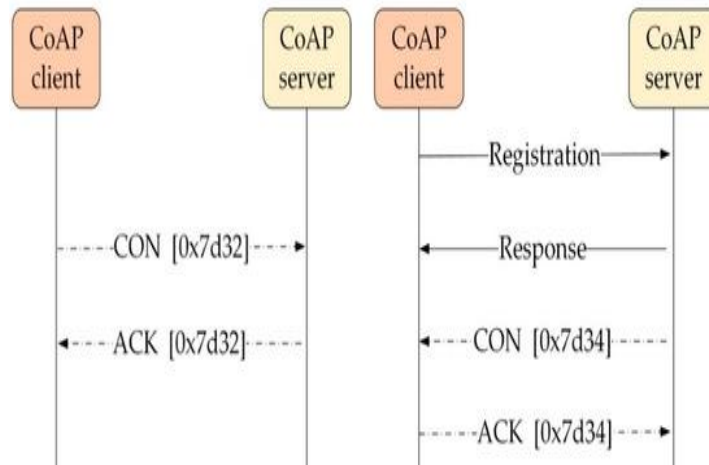 CoAP
client
CoAP
server
CON [0x7d32]
ACK [0x7d32]
CoAP
client
CoAP
server
Registration
Response
CON [0x7d34]
ACK [0x7d34]